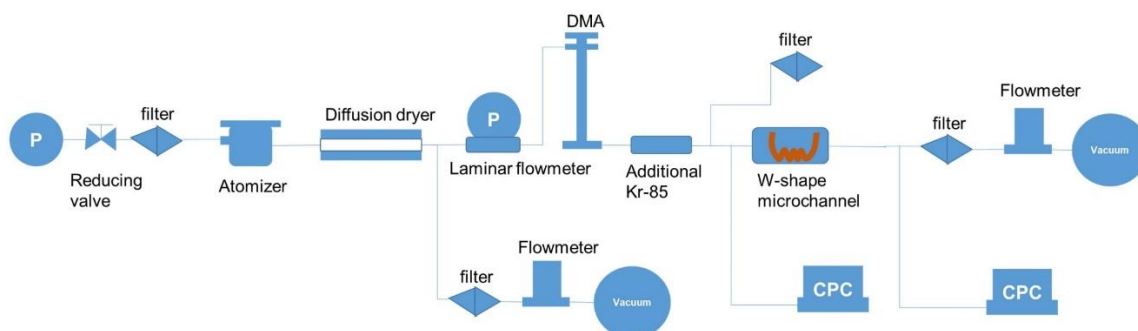 DMA
filter
filter
Diffusion dryer
P
Flowmeter
filter
P
Vacuum
Reducing
valve
Atomizer
Laminar flowmeter
Additional
Kr-85
W-shape
microchannel
Flowmeter
filter
Vacuum
CPC
CPC